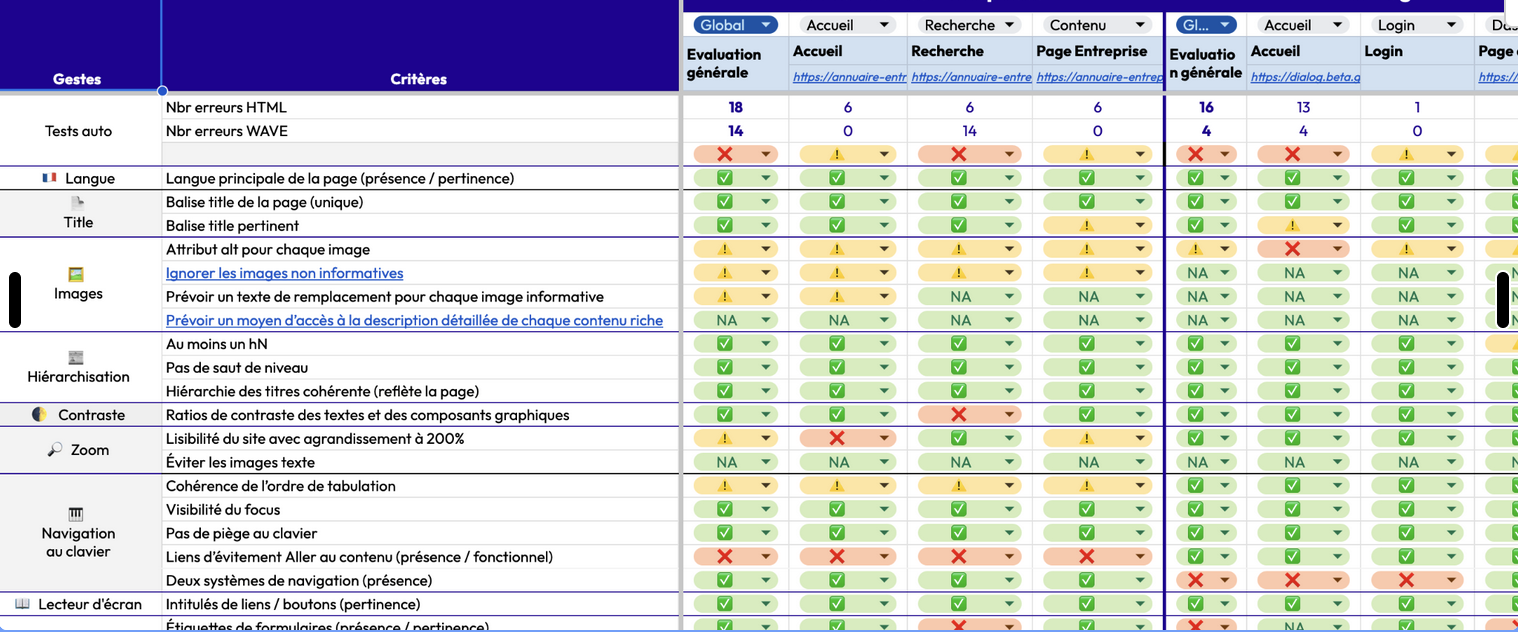 Global Accueil Recherche Contenu Gl... Accueil Login
Gestes Critères Evaluation générale Accueil Recherche Page Entreprise Evaluatio n générale Accueil Login Page
https://annuaire-entr https://annuaire-entre https://annuaire-entrep https://dialog.beta.g https://
Tests auto
Nbr erreurs HTML 18 6 6 6 16 13 1
Nbr erreurs WAVE 14 0 14 0 4 4 0
Langue Langue principale de la page (présence / pertinence)
Title
Balise title de la page (unique)
Balise title pertinent
Images
Attribut alt pour chaque image
Ignorer les images non informatives NA NA NA
Prévoir un texte de remplacement pour chaque image informative NA NA NA NA NA
Prévoir un moyen d'accès à la description détaillée de chaque contenu riche NA NA NA NA NA NA NA
Hiérarchisation
Au moins un hN
Pas de saut de niveau
Hiérarchie des titres cohérente (reflète la page)
Contraste Ratios de contraste des textes et des composants graphiques
Zoom
Lisibilité du site avec agrandissement à 200%
Éviter les images texte NA NA NA NA NA NA NA
Navigation
au clavier
Cohérence de l'ordre de tabulation
Visibilité du focus
Pas de piège au clavier
Liens d'évitement Aller au contenu (présence / fonctionnel)
Deux systèmes de navigation (présence)
Lecteur d'écran Intitulés de liens / boutons (pertinence)
Étiquettes de formulaires (présence / pertinence) NA